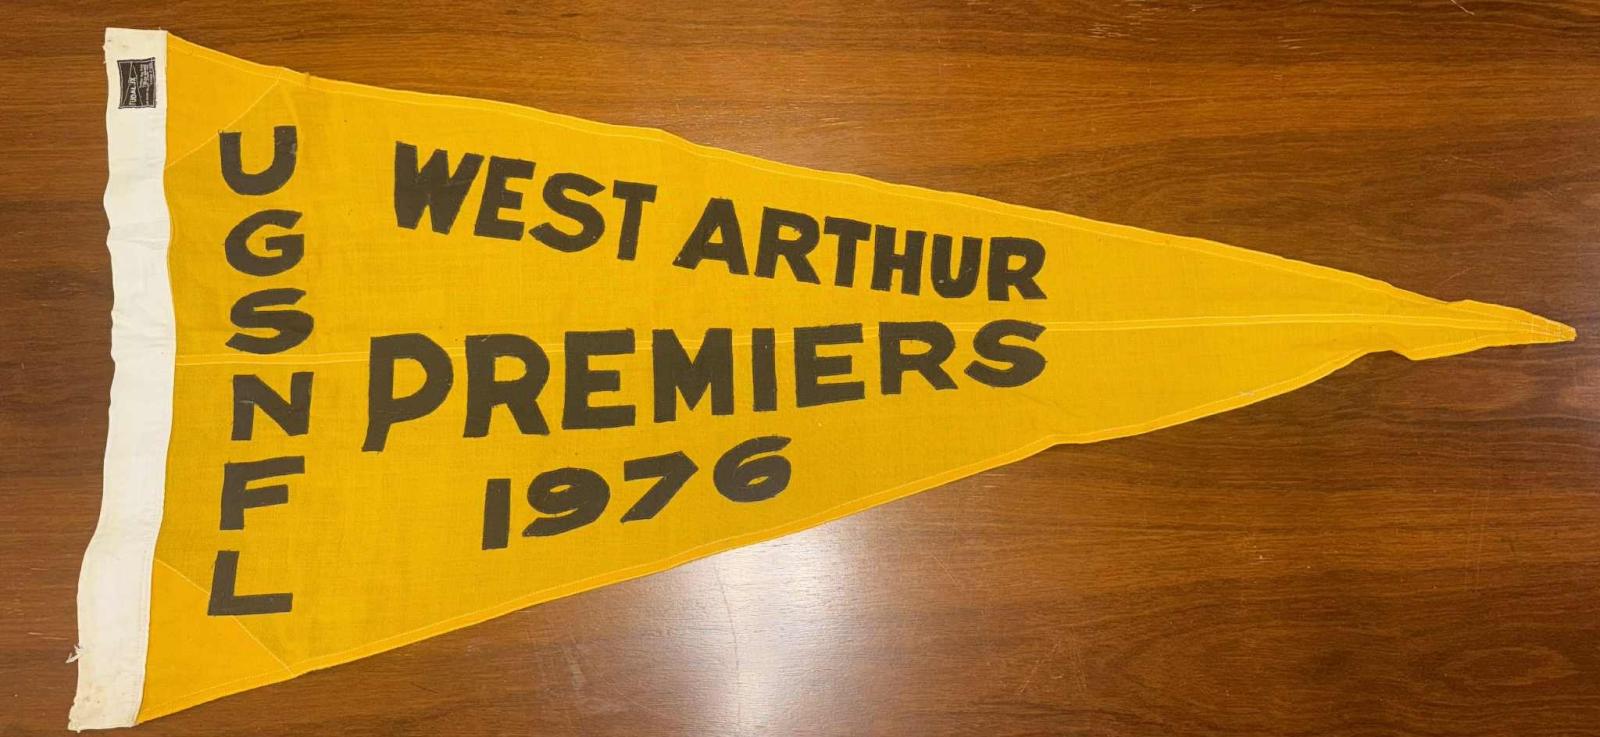 UGSNFL
WEST ARTHUR
PREMIERS
1976